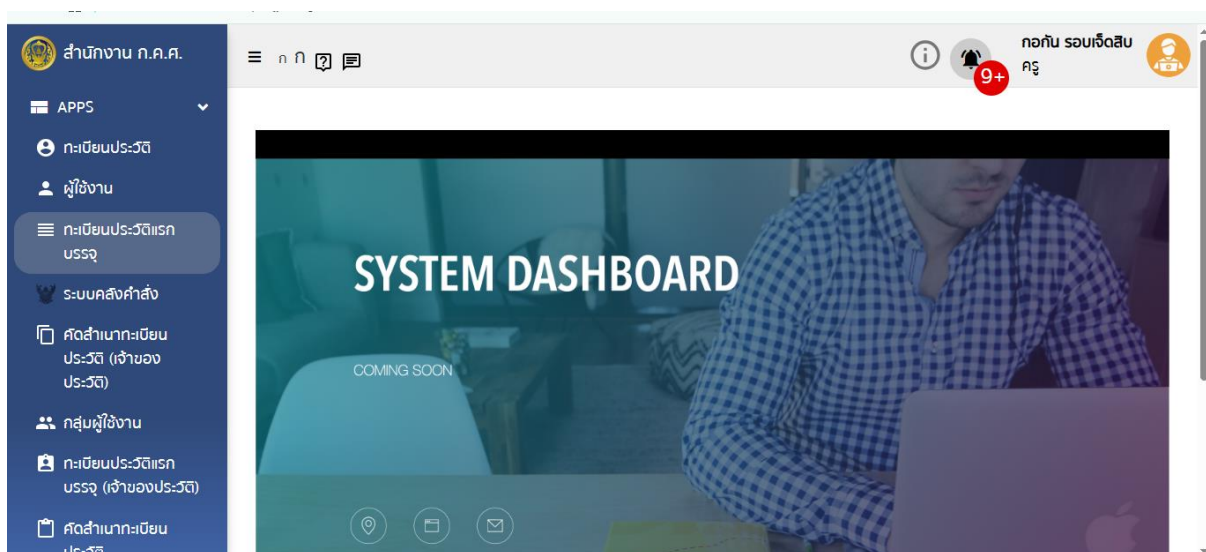 สำนักงาน ก.ค.ศ.
ก ก
9+
กอกัน รอบเจ็ดสิบ
ครู
APPS
ทะเบียนประวัติ
ผู้ใช้งาน
ทะเบียนประวัติแรก
บรรจุ
ระบบคลังคำสั่ง
คัดสำเนาทะเบียน
ประวัติ (เจ้าของ
ประวัติ)
กลุ่มผู้ใช้งาน
ทะเบียนประวัติแรก
บรรจุ (เจ้าของประวัติ)
คัดสำเนาทะเบียน
SYSTEM DASHBOARD
COMING SOON